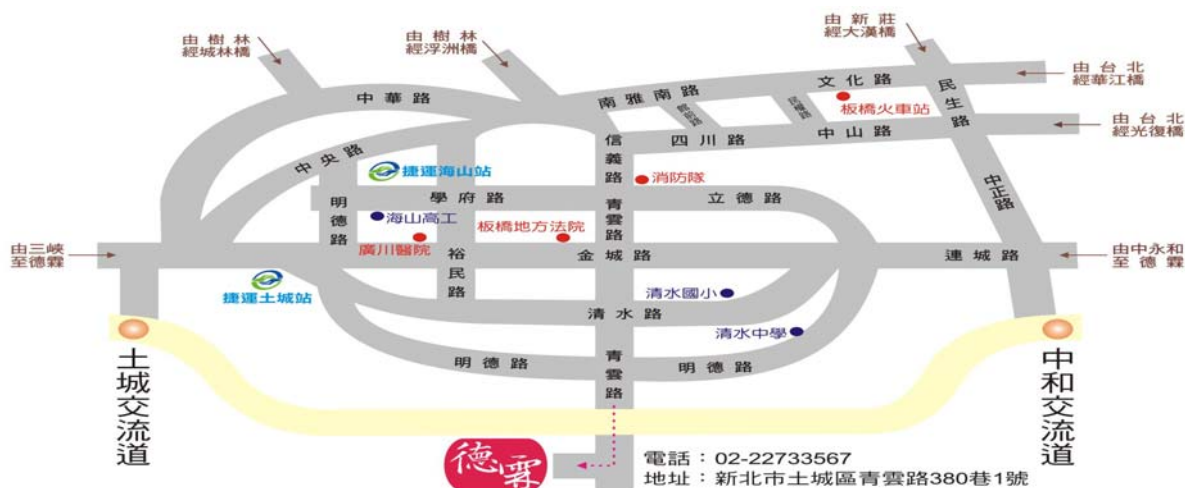 由樹林
經城林橋
由樹林
經浮洲橋
由新莊
經大漢橋
由台北
經華江橋
由台北
經光復橋
中華路
南雅南路
文化路
民生路
板橋火車站
信義路
四川路
中山路
中央路
捷運海山站
消防隊
中正路
明德路
學府路
青雲路
立德路
海山高工
廣川醫院
板橋地方法院
由三峽
至德霖
裕民路
金城路
連城路
由中永和
至德霖
捷運土城站
清水國小
清水路
清水中學
明德路
青雲路
明德路
土城交流道
中和交流道
德霖
電話：02-22733567
地址：新北市土城區青雲路380巷1號